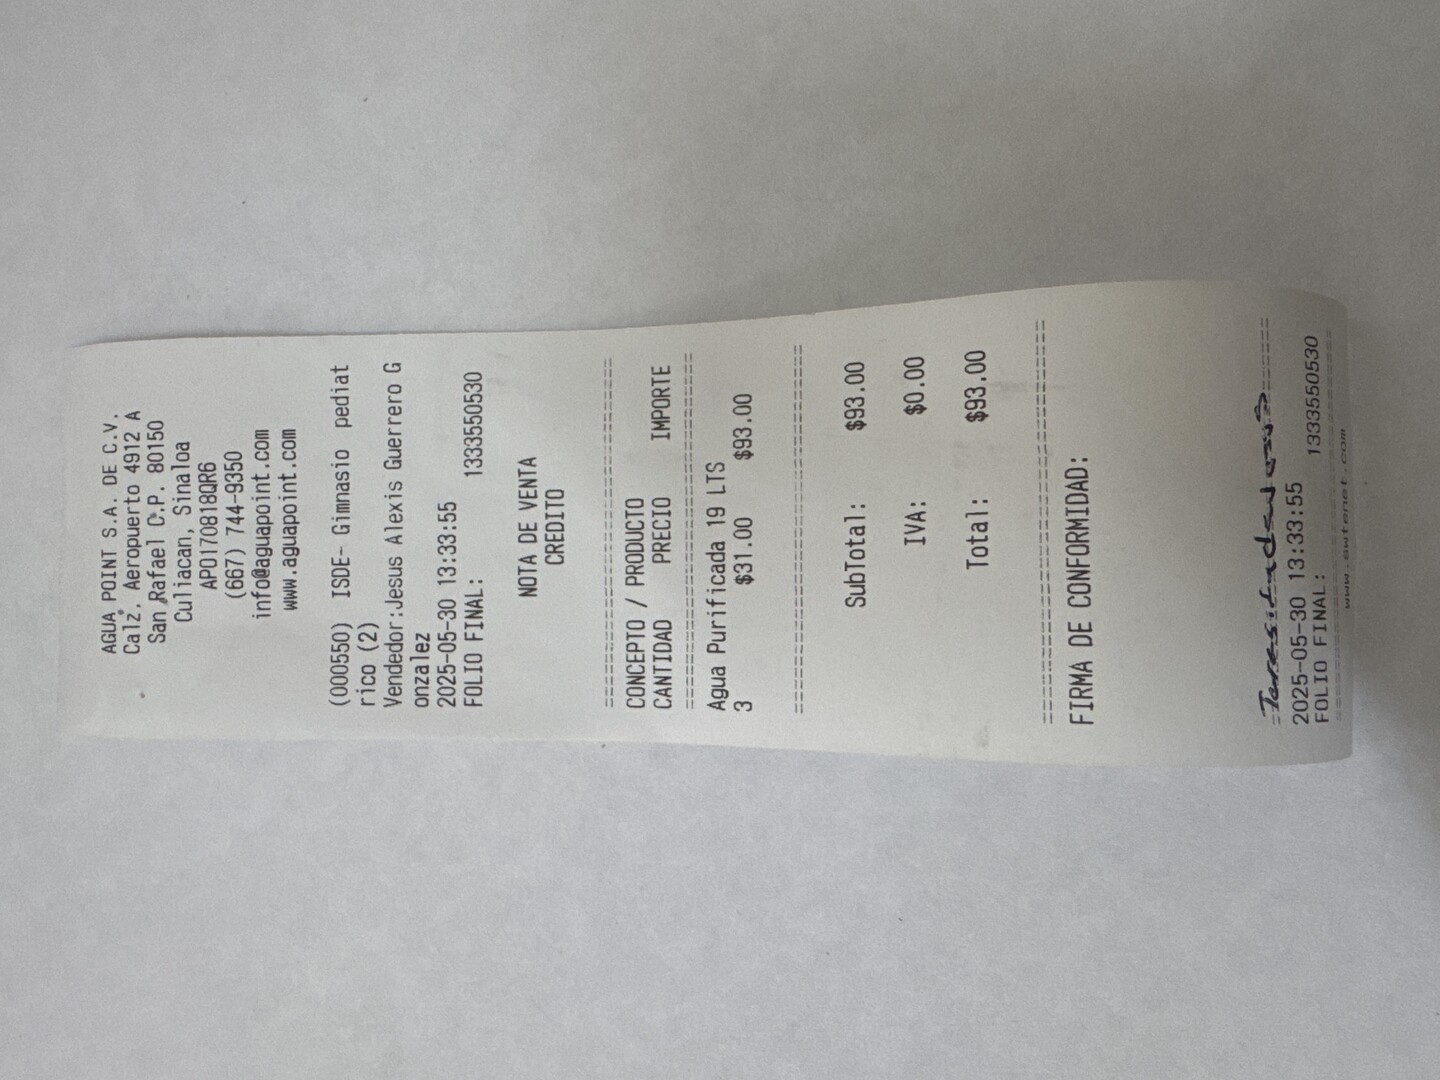 AGUA POINT S.A. DE C.V.
Calz. Aeropuerto 4912 A
San Rafael C.P. 80150
Culiacan, Sinaloa
APO170818QR6
(667) 744-9350
info@aguapoint.com
www.aguapoint.com
(000550) ISDE- Gimnasio pediat
rico (2)
Vendedor:Jesus Alexis Guerrero G
onzalez
2025-05-30 13:33:55
FOLIO FINAL: 1333550530
NOTA DE VENTA
CREDITO
CONCEPTO / PRODUCTO
CANTIDAD PRECIO IMPORTE
Agua Purificada 19 LTS
3 $31.00 $93.00
SubTotal: $93.00
IVA: $0.00
Total: $93.00
FIRMA DE CONFORMIDAD:
2025-05-30 13:33:55
FOLIO FINAL: 1333550530